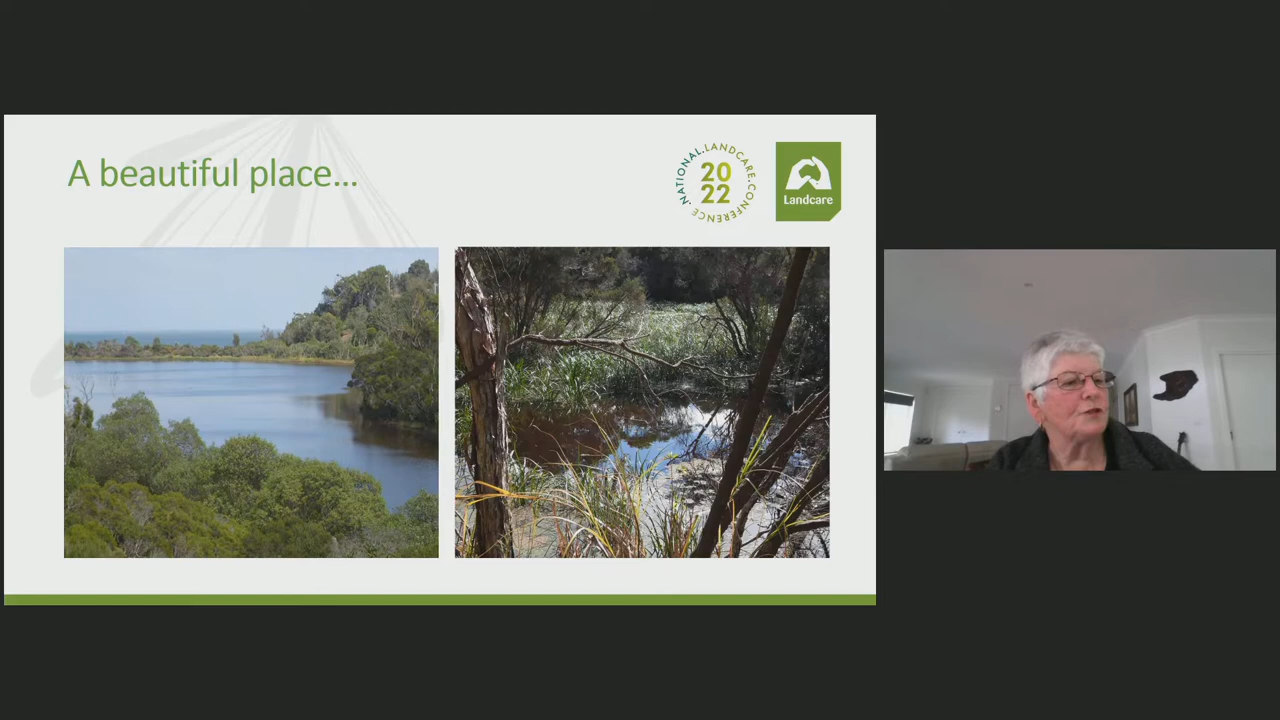 A beautiful place...
NATIONAL.LANDCARE.CONFERENCE.
20
22
Landcare